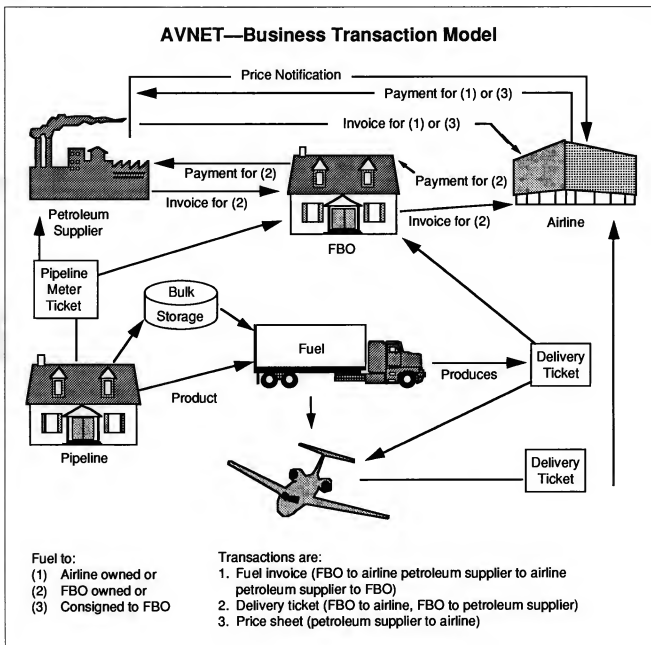 AVNET—Business Transaction Model
Price Notification
Payment for (1) or (3)
Invoice for (1) or (3)
Payment for (2)
Payment for (2)
Invoice for (2)
Invoice for (2)
Petroleum
Supplier
FBO
Airline
Pipeline
Meter
Ticket
Bulk
Storage
Fuel
Produces
Delivery
Ticket
Product
Pipeline
Delivery
Ticket
Fuel to:
(1) Airline owned or
(2) FBO owned or
(3) Consigned to FBO
Transactions are:
1. Fuel invoice (FBO to airline petroleum supplier to airline
petroleum supplier to FBO)
2. Delivery ticket (FBO to airline, FBO to petroleum supplier)
3. Price sheet (petroleum supplier to airline)